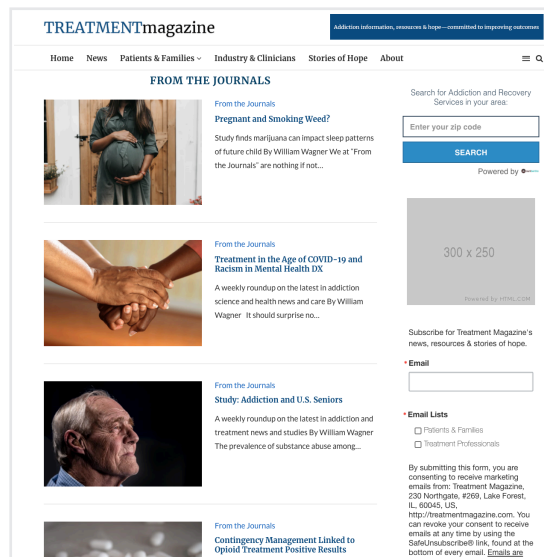 TREATMENTmagazine
Addiction information, resources & hope—committed to improving outcomes
Home News Patients & Families Industry & Clinicians Stories of Hope About
FROM THE JOURNALS
From the Journals
Pregnant and Smoking Weed?
Study finds marijuana can impact sleep patterns
of future child By William Wagner We at "From
the Journals" are nothing if not...
From the Journals
Treatment in the Age of COVID-19 and
Racism in Mental Health DX
A weekly roundup on the latest in addiction
science and health news and care By William
Wagner It should surprise no...
From the Journals
Study: Addiction and U.S. Seniors
A weekly roundup on the latest in addiction and
treatment news and studies By William Wagner
The prevalence of substance abuse among...
From the Journals
Contingency Management Linked to
Opioid Treatment Positive Results
Search for Addiction and Recovery
Services in your area:
Enter your zip code
SEARCH
Powered by
300 x 250
Powered by HTML.COM
Subscribe for Treatment Magazine's
news, resources & stories of hope.
* Email
* Email Lists
Patients & Families
Treatment Professionals
By submitting this form, you are
consenting to receive marketing
emails from: Treatment Magazine,
230 Northgate, #269, Lake Forest,
IL, 60045, US,
http://treatmentmagazine.com. You
can revoke your consent to receive
emails at any time by using the
SafeUnsubscribe® link, found at the
bottom of every email. Emails are